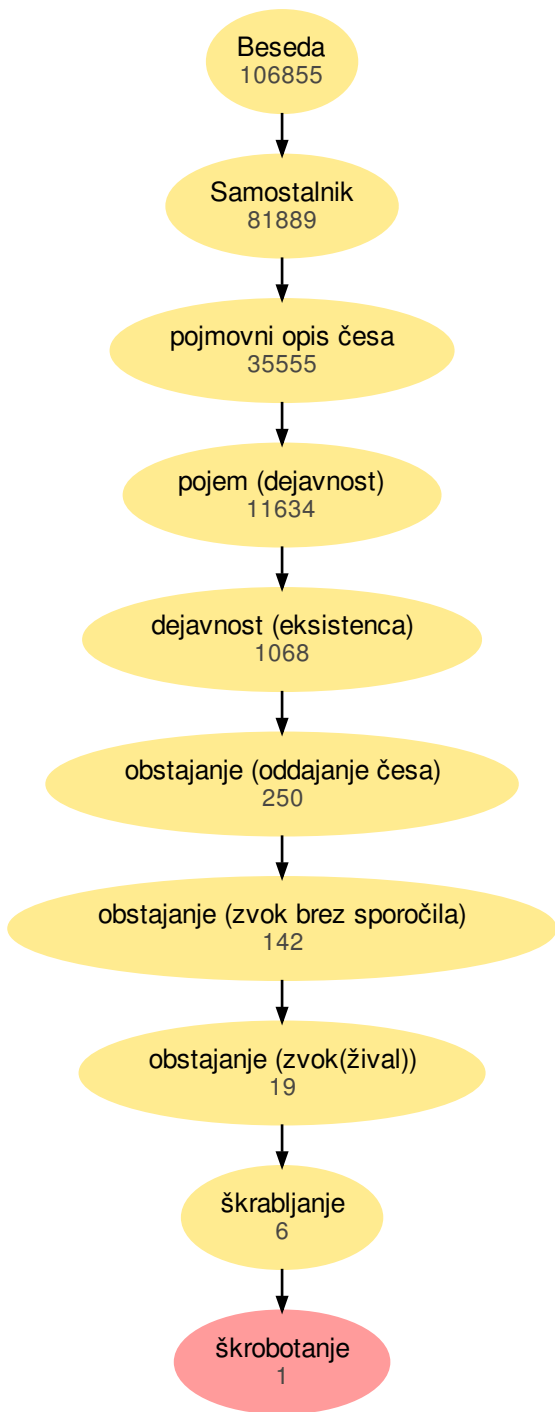 Beseda
106855
Samostalnik
81889
pojmovni opis česa
35555
pojem (dejavnost)
11634
dejavnost (eksistenca)
1068
obstajanje (oddajanje česa)
250
obstajanje (zvok brez sporočila)
142
obstajanje (zvok(žival))
19
škrabljanje
6
škrobotanje
1